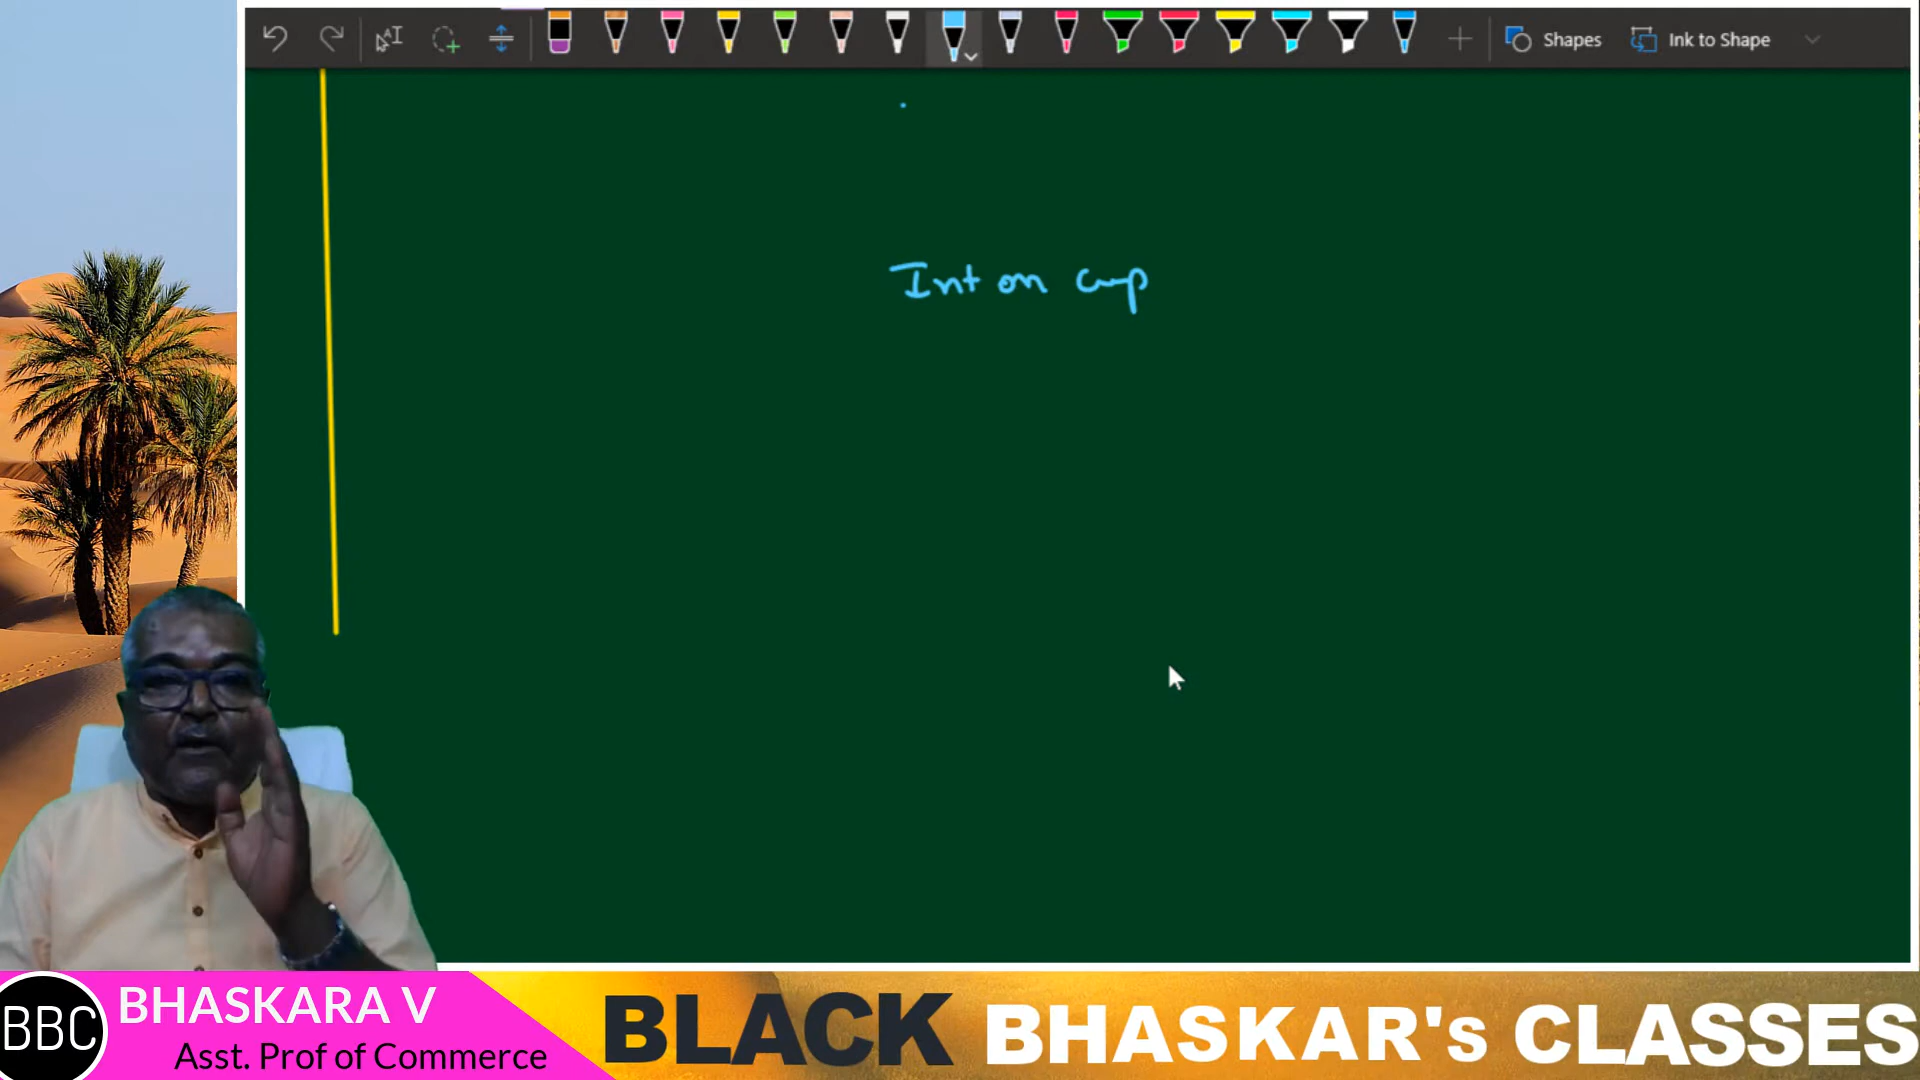 Shapes Ink to Shape
Int on cap
BBC
BHASKARA V
Asst. Prof of Commerce
BLACK BHASKAR's CLASSES